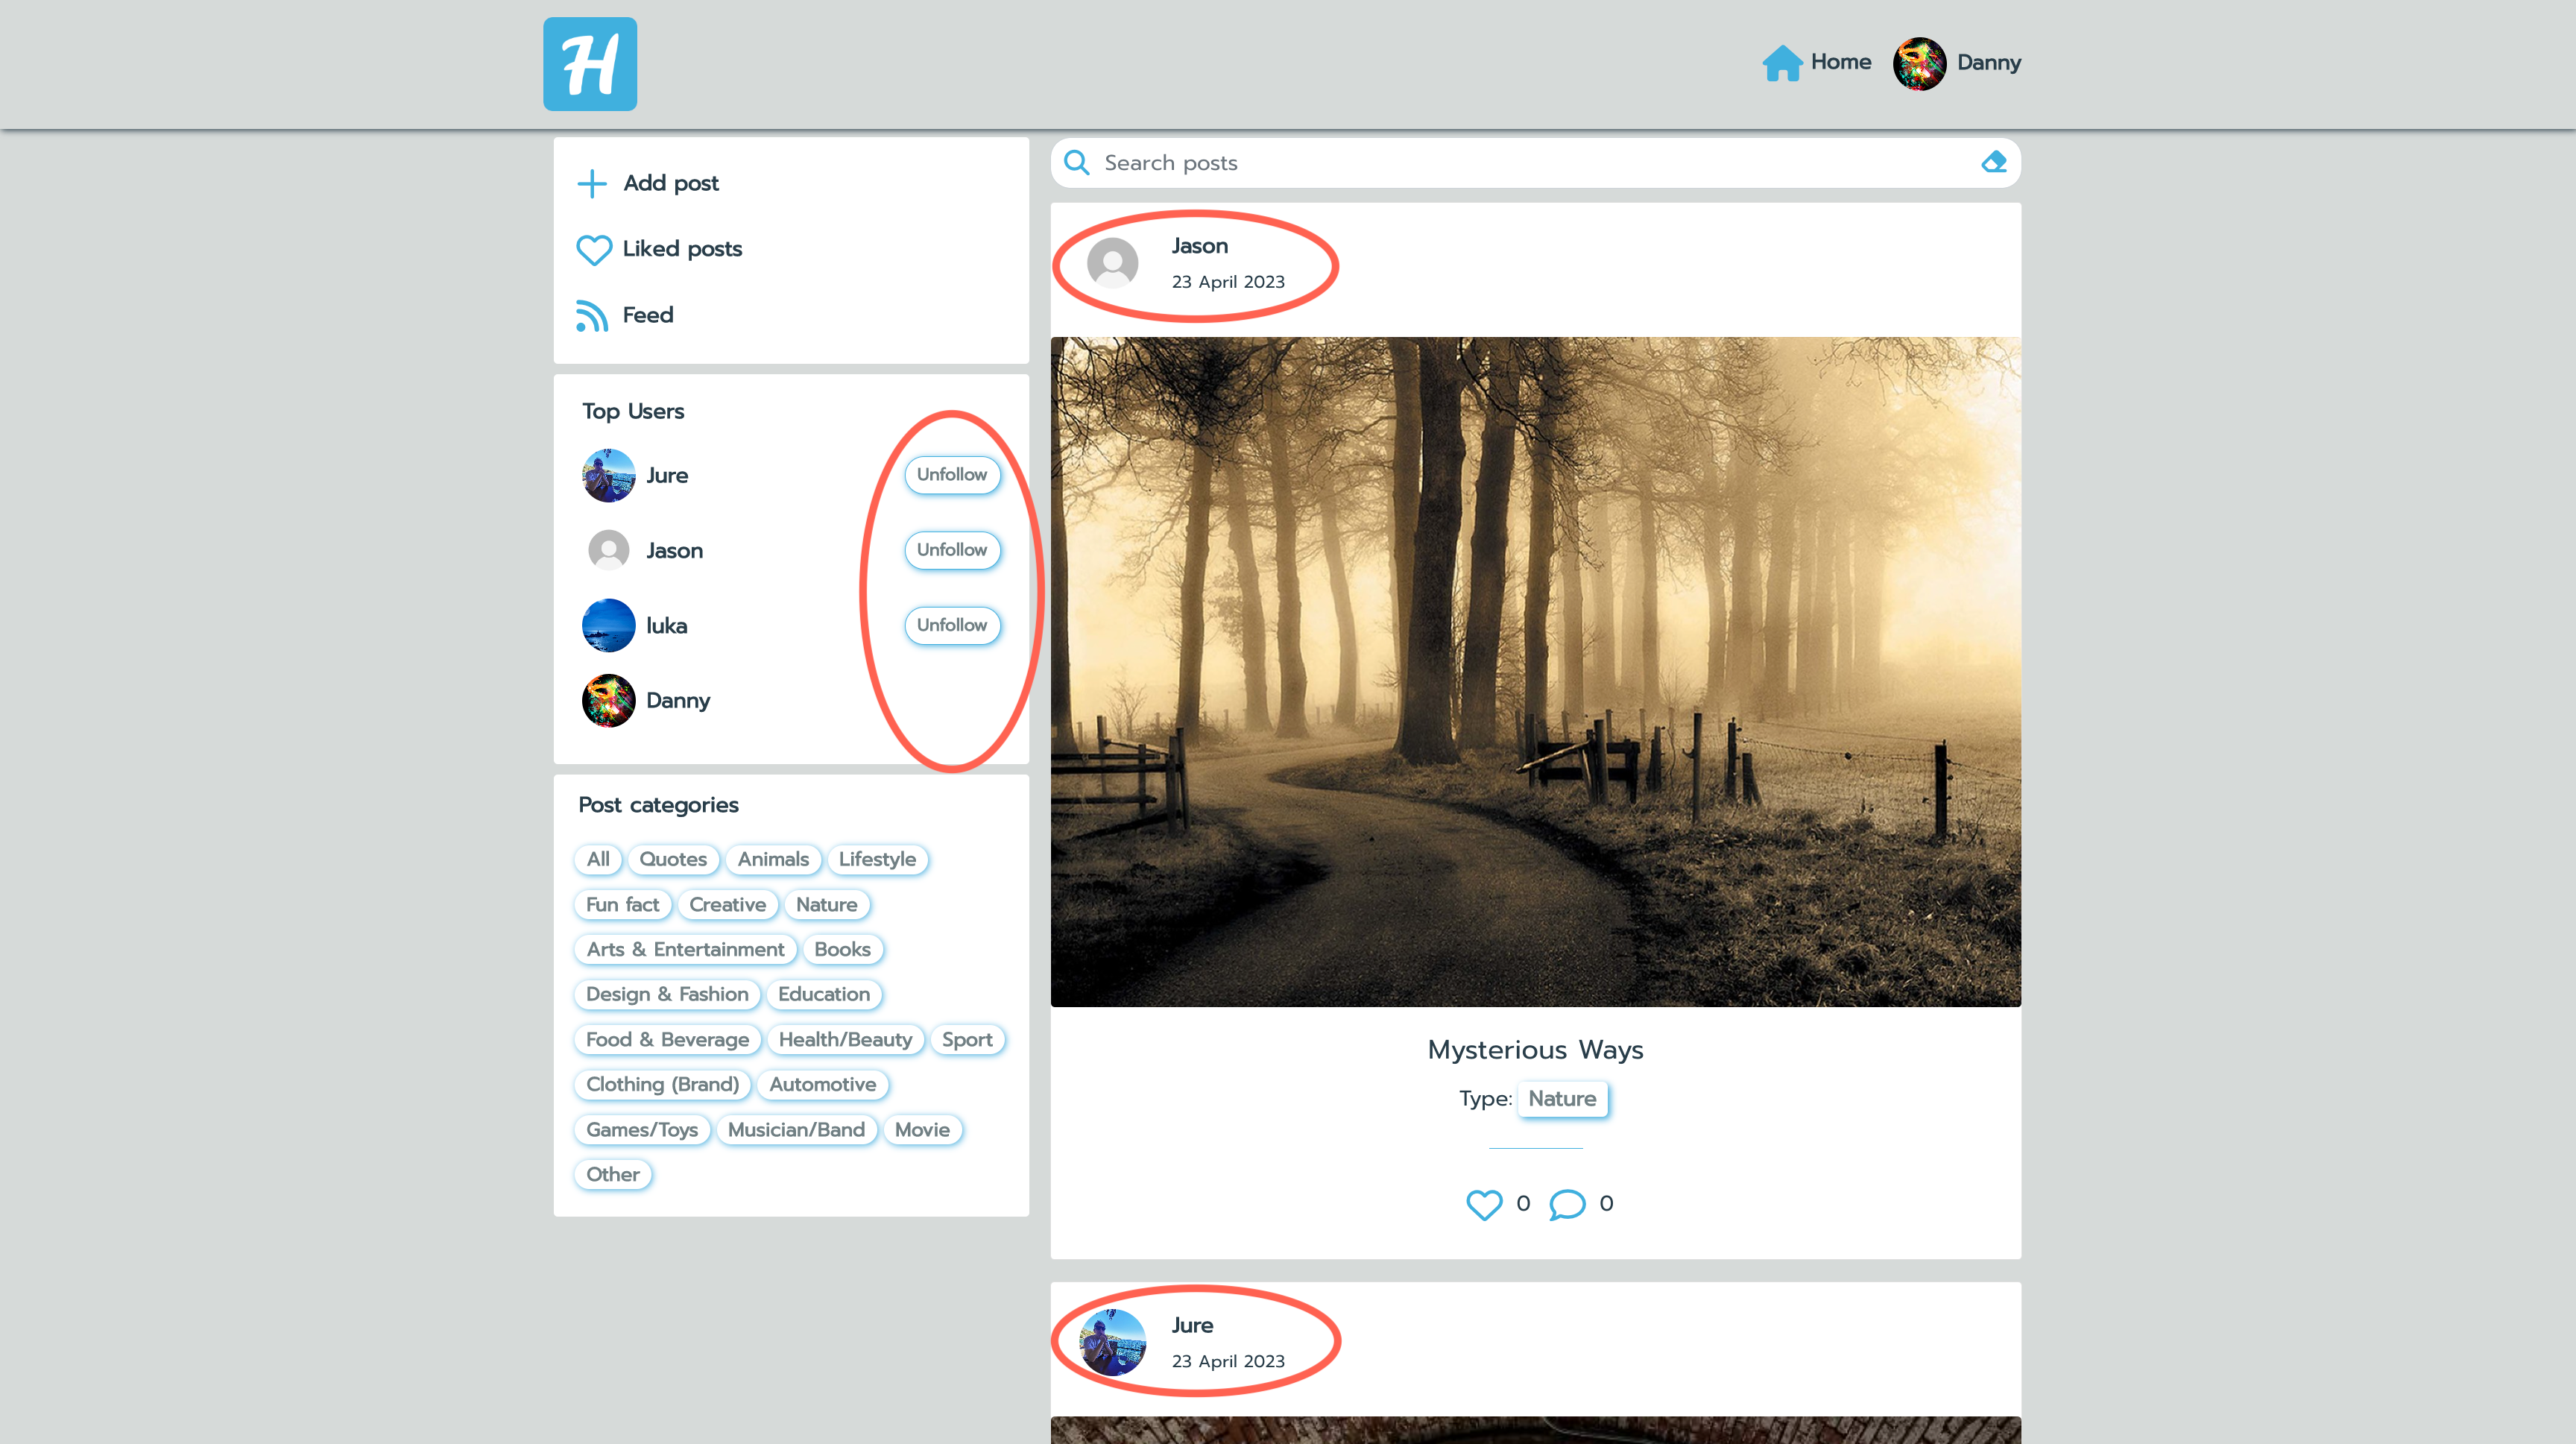 H
Home
Danny
Add post
Liked posts
Feed
Top Users
Jure
Unfollow
Jason
Unfollow
luka
Unfollow
Danny
Post categories
All Quotes Animals Lifestyle
Fun fact Creative Nature
Arts & Entertainment Books
Design & Fashion Education
Food & Beverage Health/Beauty Sport
Clothing (Brand) Automotive
Games/Toys Musician/Band Movie
Other
Search posts
Jason
23 April 2023
Mysterious Ways
Type: Nature
0 0
Jure
23 April 2023